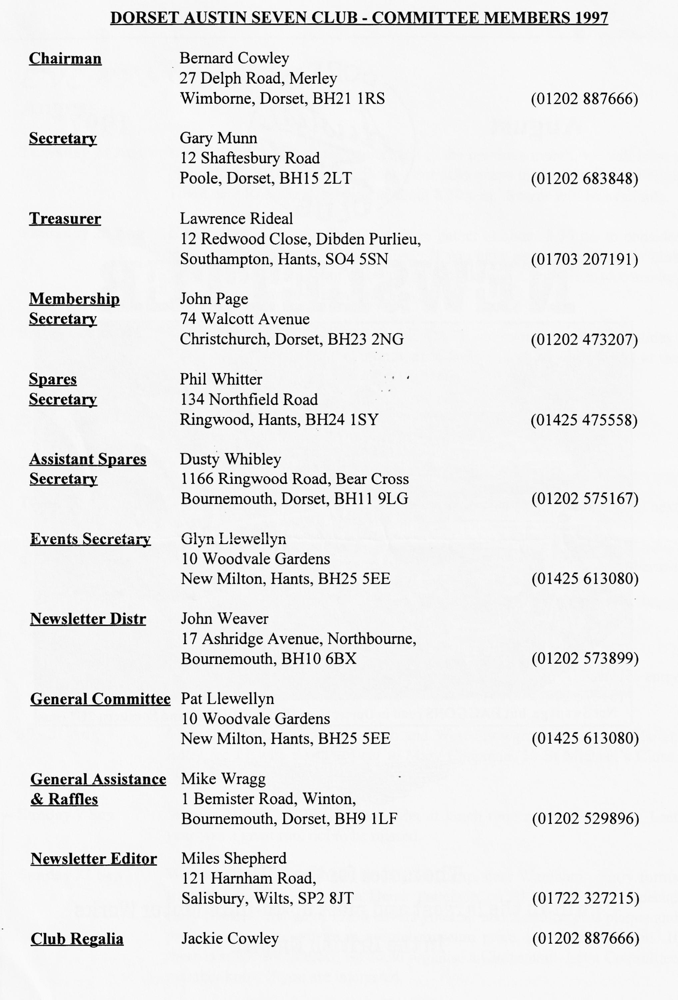 DORSET AUSTIN SEVEN CLUB - COMMITTEE MEMBERS 1997
Chairman Bernard Cowley
27 Delph Road, Merley
Wimborne, Dorset, BH21 1RS (01202 887666)
Secretary Gary Munn
12 Shaftesbury Road
Poole, Dorset, BH15 2LT (01202 683848)
Treasurer Lawrence Rideal
12 Redwood Close, Dibden Purlieu,
Southampton, Hants, SO4 5SN (01703 207191)
Membership John Page
Secretary 74 Walcott Avenue
Christchurch, Dorset, BH23 2NG (01202 473207)
Spares Phil Whitter
Secretary 134 Northfield Road
Ringwood, Hants, BH24 1SY (01425 475558)
Assistant Spares Dusty Whibley
Secretary 1166 Ringwood Road, Bear Cross
Bournemouth, Dorset, BH11 9LG (01202 575167)
Events Secretary Glyn Llewellyn
10 Woodvale Gardens
New Milton, Hants, BH25 5EE (01425 613080)
Newsletter Distr John Weaver
17 Ashridge Avenue, Northbourne,
Bournemouth, BH10 6BX (01202 573899)
General Committee Pat Llewellyn
10 Woodvale Gardens
New Milton, Hants, BH25 5EE (01425 613080)
General Assistance Mike Wragg
& Raffles 1 Bemister Road, Winton,
Bournemouth, Dorset, BH9 1LF (01202 529896)
Newsletter Editor Miles Shepherd
121 Harnham Road,
Salisbury, Wilts, SP2 8JT (01722 327215)
Club Regalia Jackie Cowley (01202 887666)